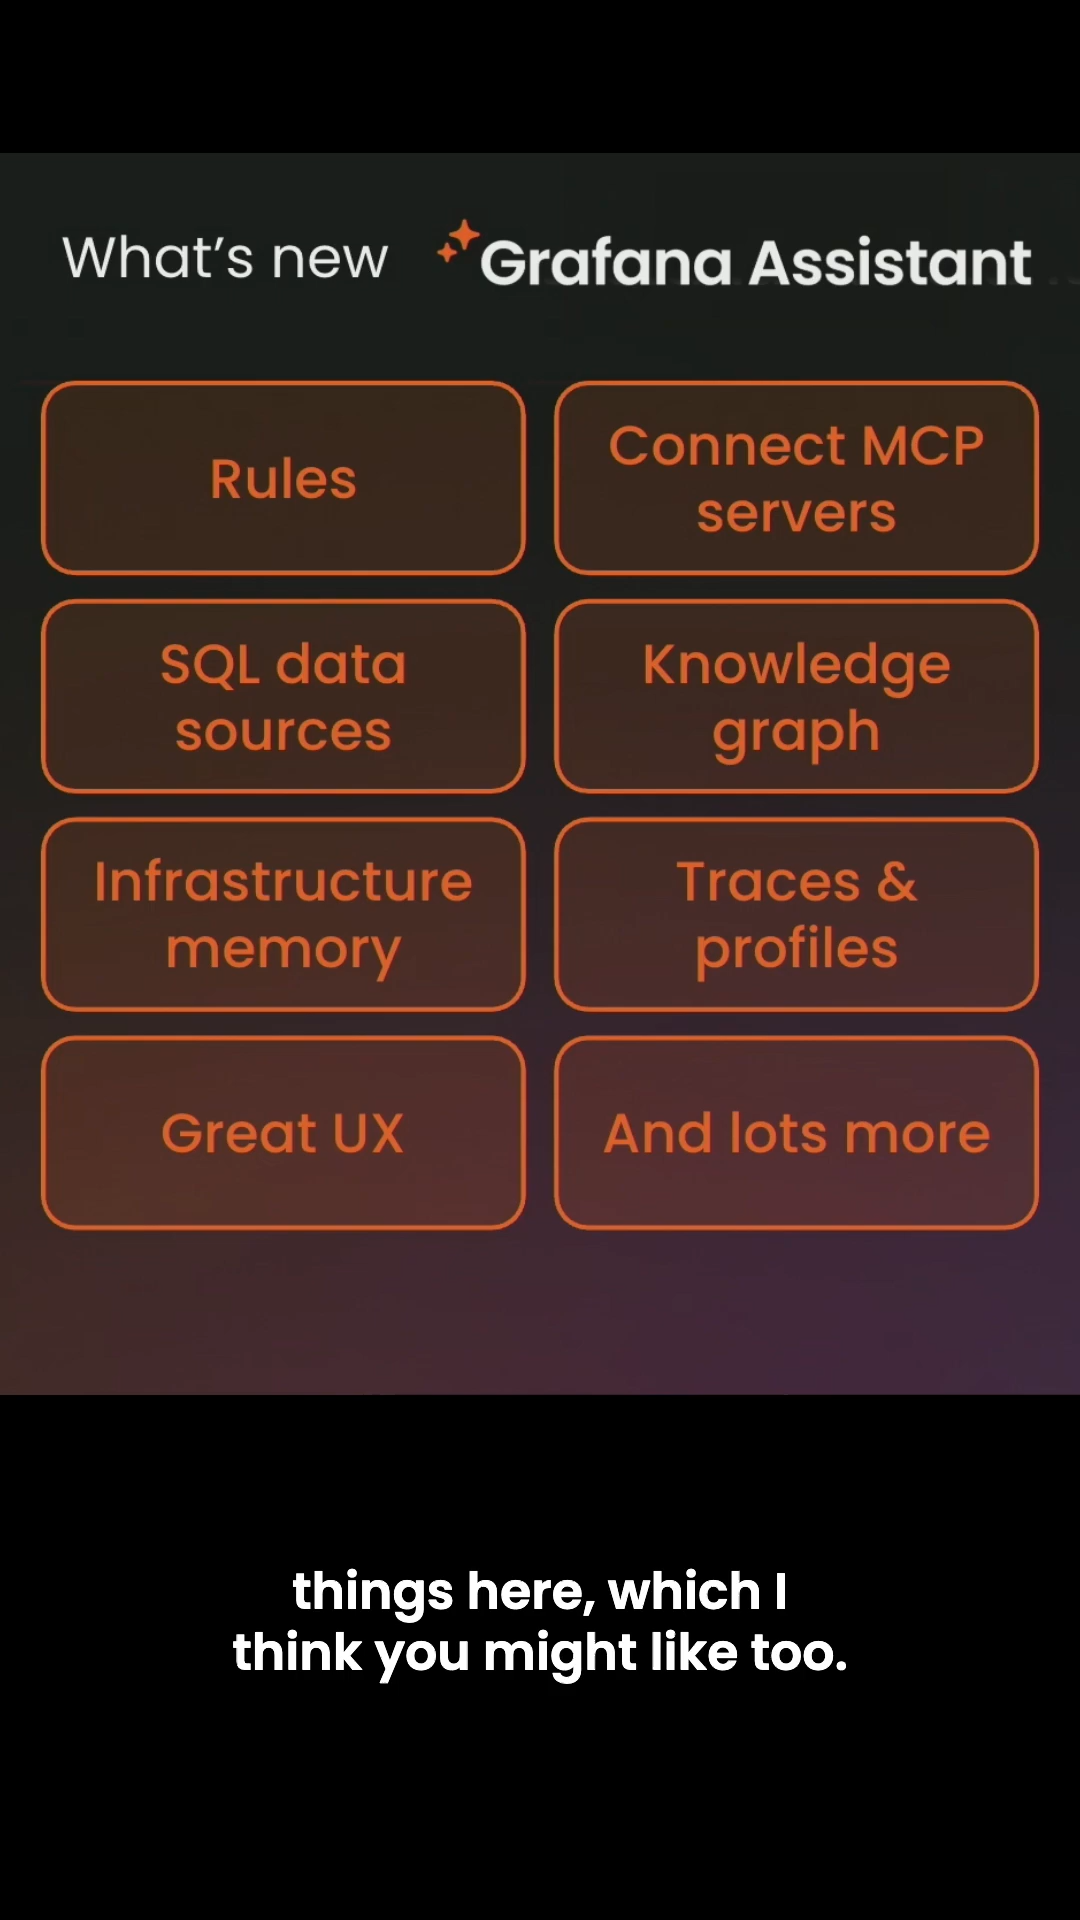 What's new
Grafana Assistant
Rules
Connect MCP
servers
SQL data
sources
Knowledge
graph
Infrastructure
memory
Traces &
profiles
Great UX
And lots more
things here, which I
think you might like too.